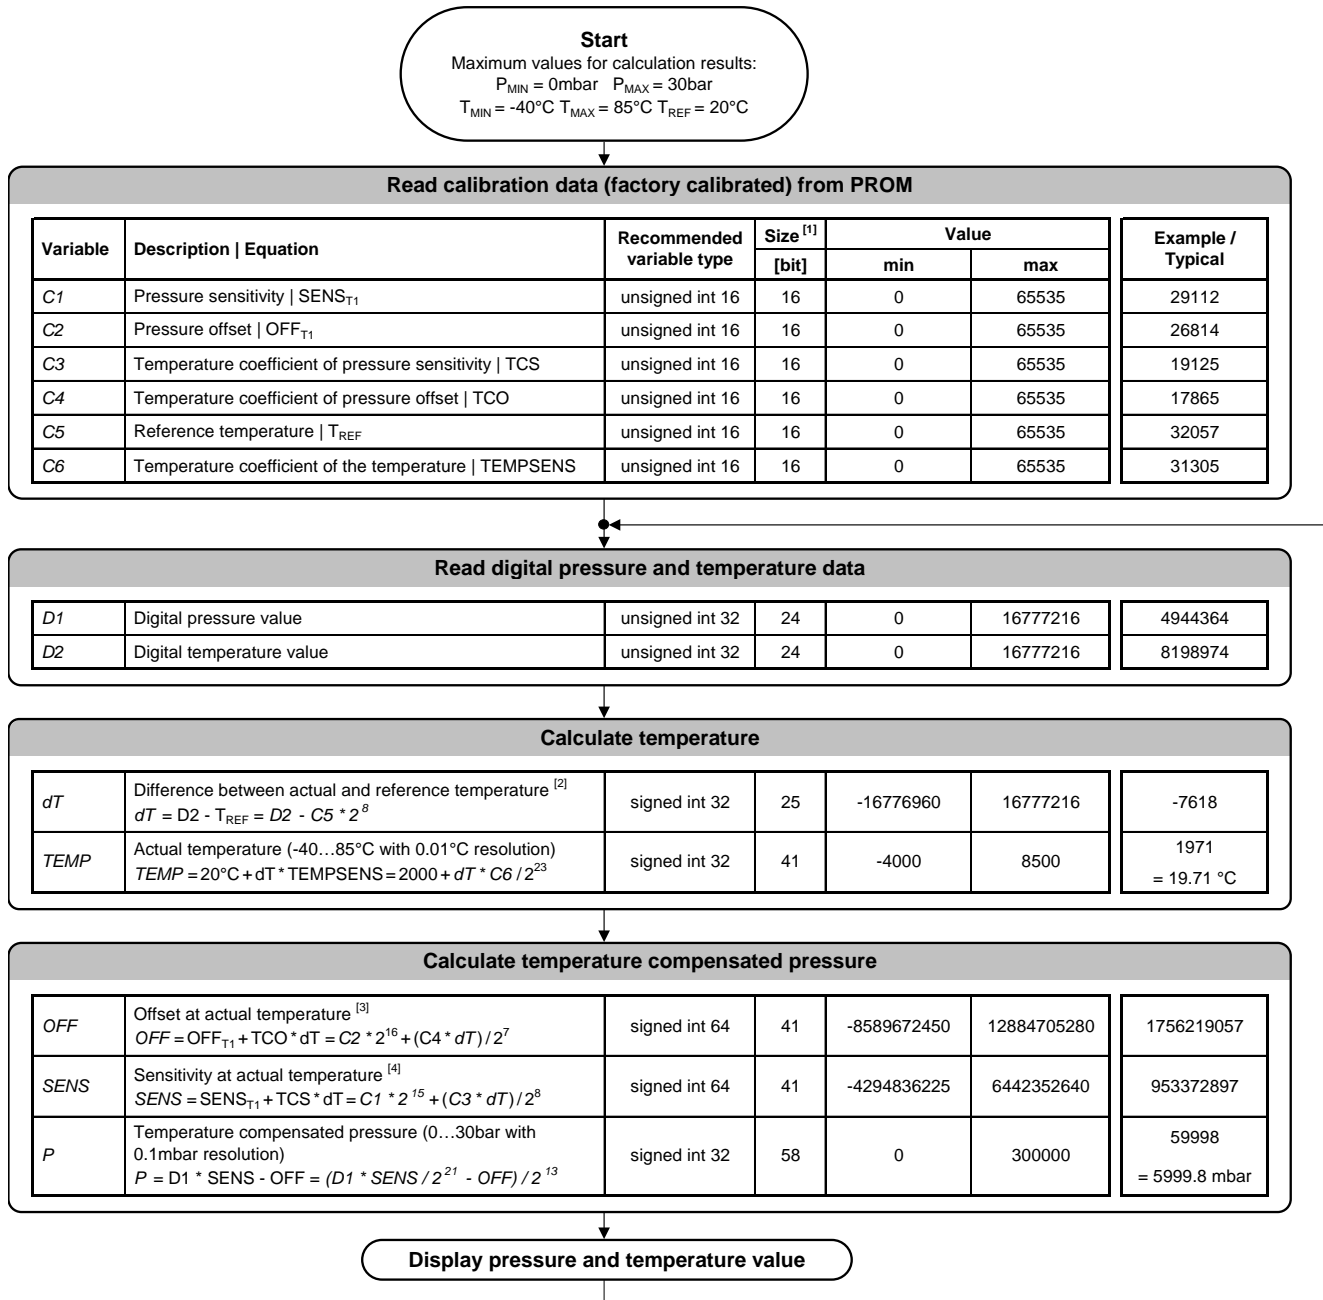 Start
Maximum values for calculation results:
P_MIN = 0mbar P_MAX = 30bar
T_MIN = -40°C T_MAX = 85°C T_REF = 20°C
Read calibration data (factory calibrated) from PROM
Variable | Description | Equation | Recommended variable type | Size [1] [bit] | Value min max | Example / Typical
C1 Pressure sensitivity | SENS_T1 unsigned int 16 16 0 65535 29112
C2 Pressure offset | OFF_T1 unsigned int 16 16 0 65535 26814
C3 Temperature coefficient of pressure sensitivity | TCS unsigned int 16 16 0 65535 19125
C4 Temperature coefficient of pressure offset | TCO unsigned int 16 16 0 65535 17865
C5 Reference temperature | T_REF unsigned int 16 16 0 65535 32057
C6 Temperature coefficient of the temperature | TEMPSENS unsigned int 16 16 0 65535 31305
Read digital pressure and temperature data
D1 Digital pressure value unsigned int 32 24 0 16777216 4944364
D2 Digital temperature value unsigned int 32 24 0 16777216 8198974
Calculate temperature
dT Difference between actual and reference temperature [2]
dT = D2 - T_REF = D2 - C5 * 2^8 signed int 32 25 -16776960 16777216 -7618
TEMP Actual temperature (-40…85°C with 0.01°C resolution)
TEMP = 20°C + dT * TEMPSENS = 2000 + dT * C6 / 2^23 signed int 32 41 -4000 8500 1971
= 19.71 °C
Calculate temperature compensated pressure
OFF Offset at actual temperature [3]
OFF = OFF_T1 + TCO * dT = C2 * 2^16 + (C4 * dT) / 2^7 signed int 64 41 -8589672450 12884705280 1756219057
SENS Sensitivity at actual temperature [4]
SENS = SENS_T1 + TCS * dT = C1 * 2^15 + (C3 * dT) / 2^8 signed int 64 41 -4294836225 6442352640 953372897
P Temperature compensated pressure (0…30bar with
0.1mbar resolution)
P = D1 * SENS - OFF = (D1 * SENS / 2^21 - OFF) / 2^13 signed int 32 58 0 300000 59998
= 5999.8 mbar
Display pressure and temperature value